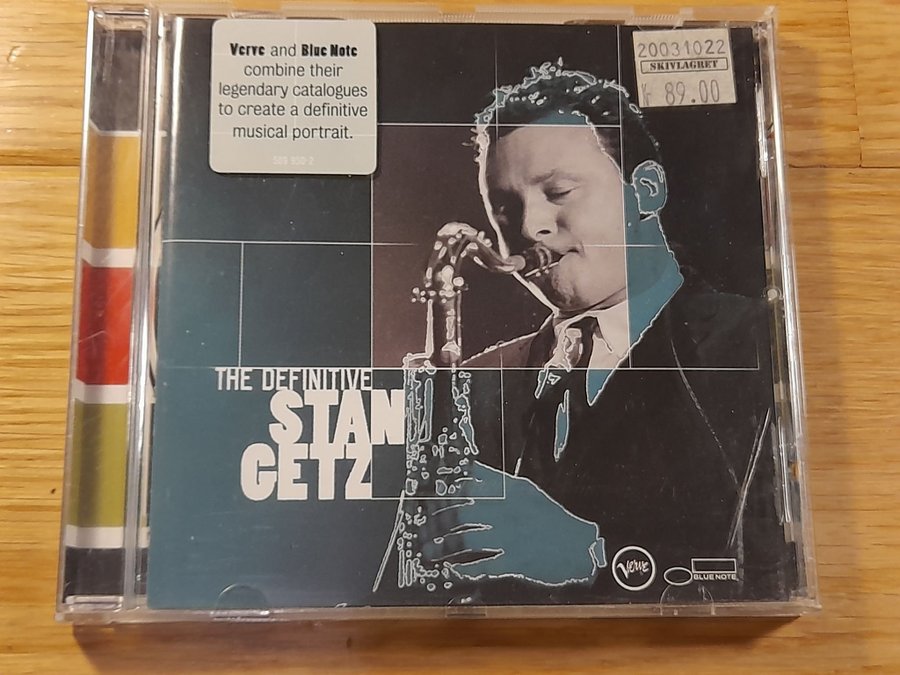 Verve and Blue Note
combine their
legendary catalogues
to create a definitive
musical portrait.
20031022
SKIVLAGRET
89.00
THE DEFINITIVE
STAN
GETZ
Verve
BLUE NOTE